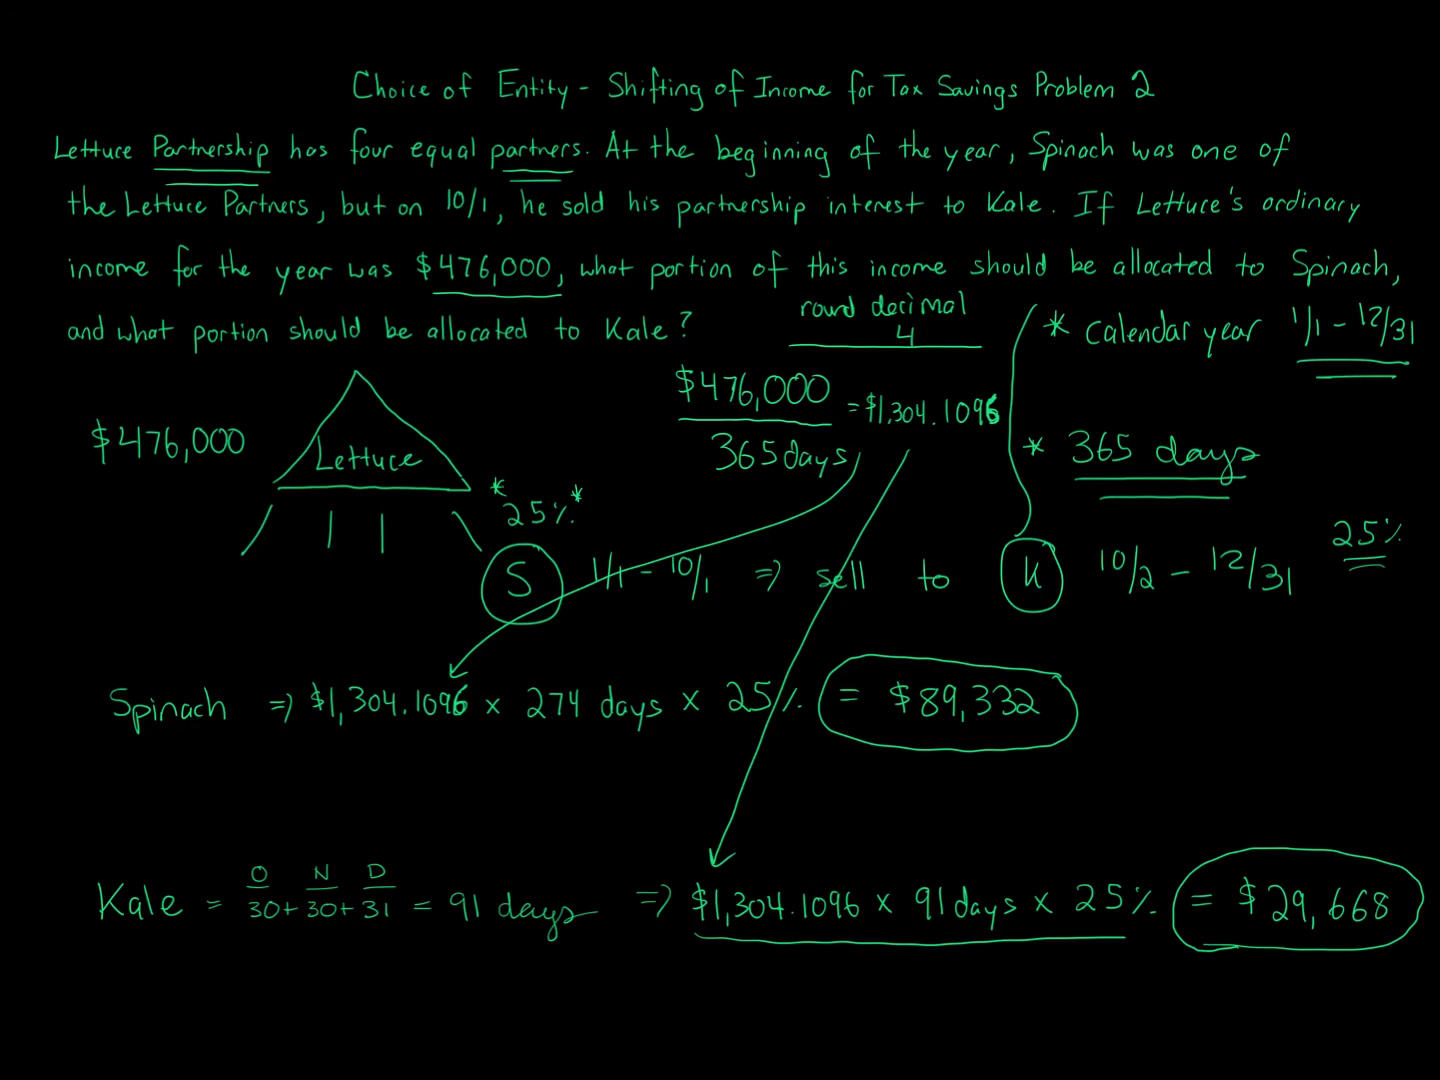 Choice of Entity - Shifting of Income for Tax Savings Problem 2
Lettuce Partnership has four equal partners. At the beginning of the year, Spinach was one of
the Lettuce Partners, but on 10/1, he sold his partnership interest to Kale. If Lettuce's ordinary
income for the year was $476,000, what portion of this income should be allocated to Spinach,
and what portion should be allocated to Kale?
round decimal
4
* Calendar year 1/1 - 12/31
$476,000
Lettuce
$476,000
365 days
= $1,304.1096
* 365 days
* 25% *
S 1/1 - 10/1 => sell to K 10/2 - 12/31 25%
Spinach => $1,304.1096 x 274 days x 25% = $89,332
O N D
Kale = 30 + 30 + 31 = 91 days => $1,304.1096 x 91 days x 25% = $29,668